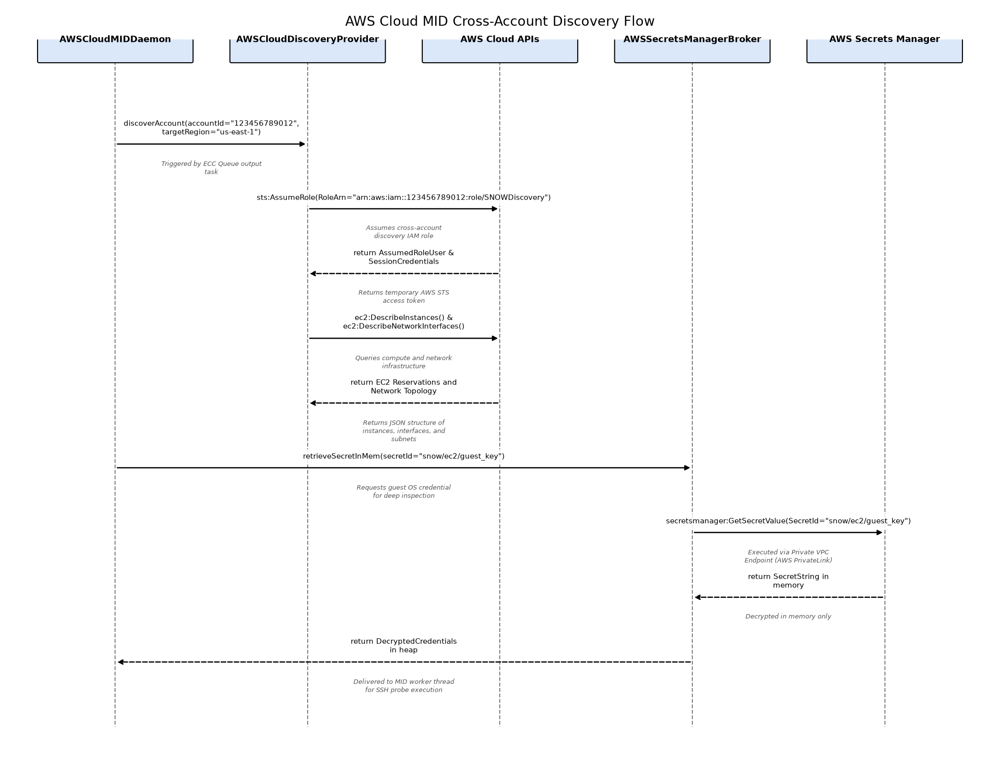 AWS Cloud MID Cross-Account Discovery Flow
AWSCloudMIDDaemon
AWSCloudDiscoveryProvider
AWS Cloud APIs
AWSSecretsManagerBroker
AWS Secrets Manager
discoverAccount(accountId="123456789012",
targetRegion="us-east-1")
Triggered by ECC Queue output
task
sts:AssumeRole(RoleArn="arn:aws:iam::123456789012:role/SNOWDiscovery")
Assumes cross-account
discovery IAM role
return AssumedRoleUser &
SessionCredentials
Returns temporary AWS STS
access token
ec2:DescribeInstances() &
ec2:DescribeNetworkInterfaces()
Queries compute and network
infrastructure
return EC2 Reservations and
Network Topology
Returns JSON structure of
instances, interfaces, and
subnets
retrieveSecretInMem(secretId="snow/ec2/guest_key")
Requests guest OS credential
for deep inspection
secretsmanager:GetSecretValue(SecretId="snow/ec2/guest_key")
Executed via Private VPC
Endpoint (AWS PrivateLink)
return SecretString in
memory
Decrypted in memory only
return DecryptedCredentials
in heap
Delivered to MID worker thread
for SSH probe execution